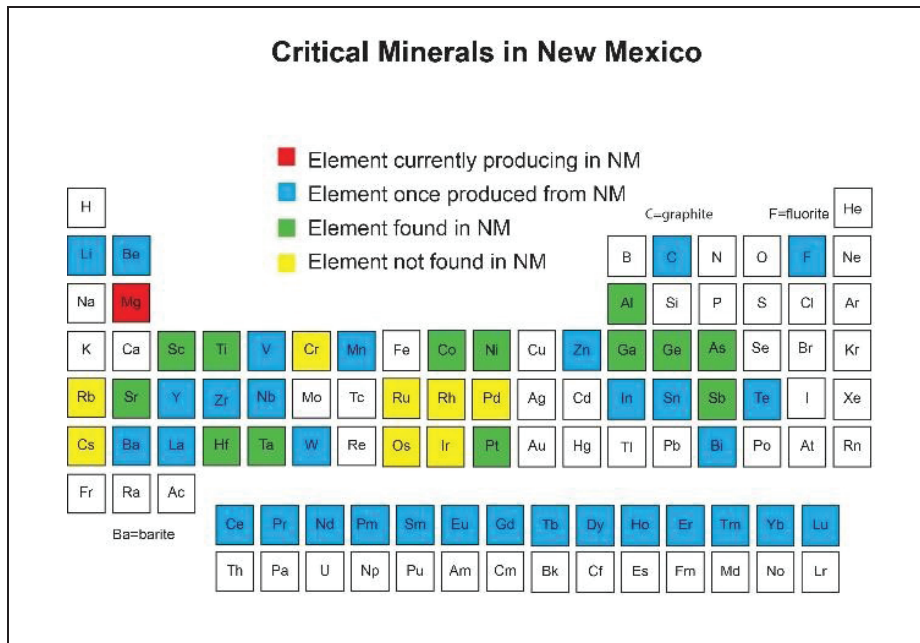 Critical Minerals in New Mexico
Element currently producing in NM
Element once produced from NM
Element found in NM
Element not found in NM
C=graphite F=fluorite
H He
Li Be B C N O F Ne
Na Mg Al Si P S Cl Ar
K Ca Sc Ti V Cr Mn Fe Co Ni Cu Zn Ga Ge As Se Br Kr
Rb Sr Y Zr Nb Mo Tc Ru Rh Pd Ag Cd In Sn Sb Te I Xe
Cs Ba La Hf Ta W Re Os Ir Pt Au Hg Tl Pb Bi Po At Rn
Fr Ra Ac
Ba=barite
Ce Pr Nd Pm Sm Eu Gd Tb Dy Ho Er Tm Yb Lu
Th Pa U Np Pu Am Cm Bk Cf Es Fm Md No Lr